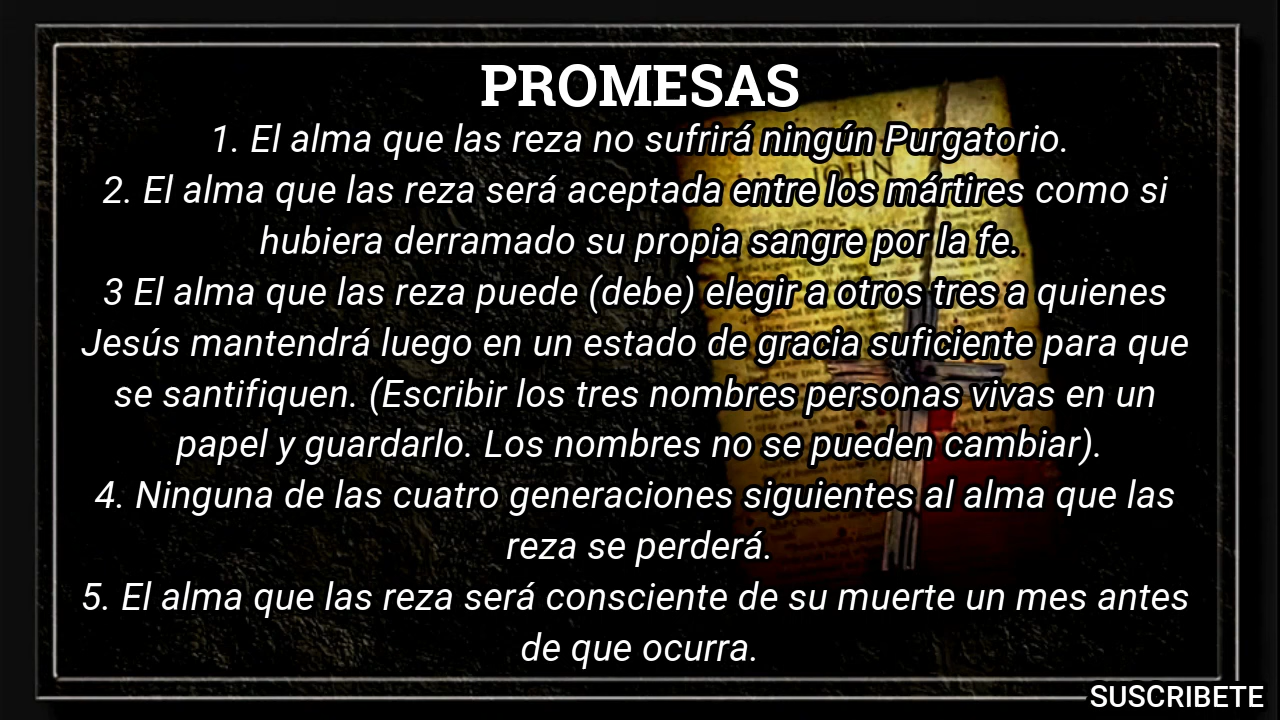 PROMESAS
1. El alma que las reza no sufrirá ningún Purgatorio.
2. El alma que las reza será aceptada entre los mártires como si
hubiera derramado su propia sangre por la fe.
3 El alma que las reza puede (debe) elegir a otros tres a quienes
Jesús mantendrá luego en un estado de gracia suficiente para que
se santifiquen. (Escribir los tres nombres personas vivas en un
papel y guardarlo. Los nombres no se pueden cambiar).
4. Ninguna de las cuatro generaciones siguientes al alma que las
reza se perderá.
5. El alma que las reza será consciente de su muerte un mes antes
de que ocurra.
SUSCRIBETE
JOHN